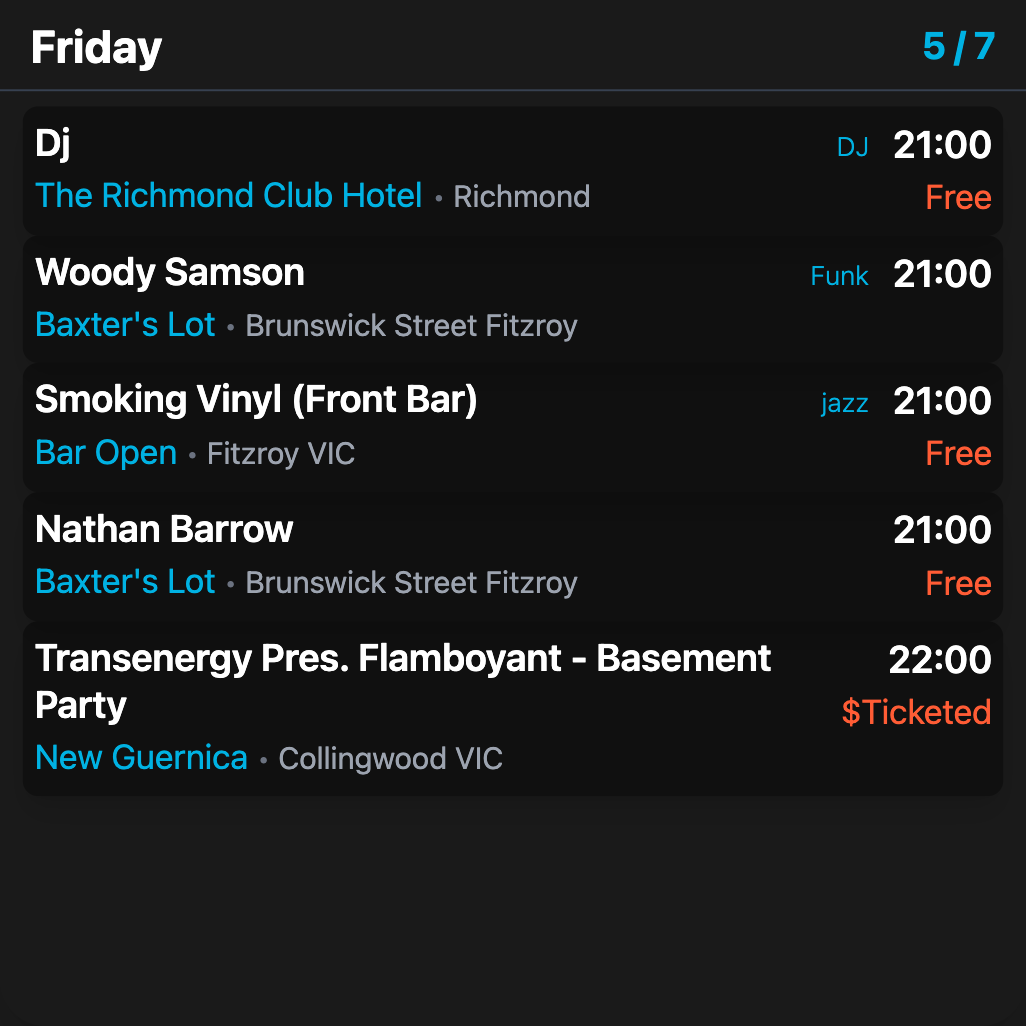 Friday 5 / 7
Dj DJ 21:00
The Richmond Club Hotel • Richmond Free
Woody Samson Funk 21:00
Baxter's Lot • Brunswick Street Fitzroy
Smoking Vinyl (Front Bar) jazz 21:00
Bar Open • Fitzroy VIC Free
Nathan Barrow 21:00
Baxter's Lot • Brunswick Street Fitzroy Free
Transenergy Pres. Flamboyant - Basement 22:00
Party $Ticketed
New Guernica • Collingwood VIC